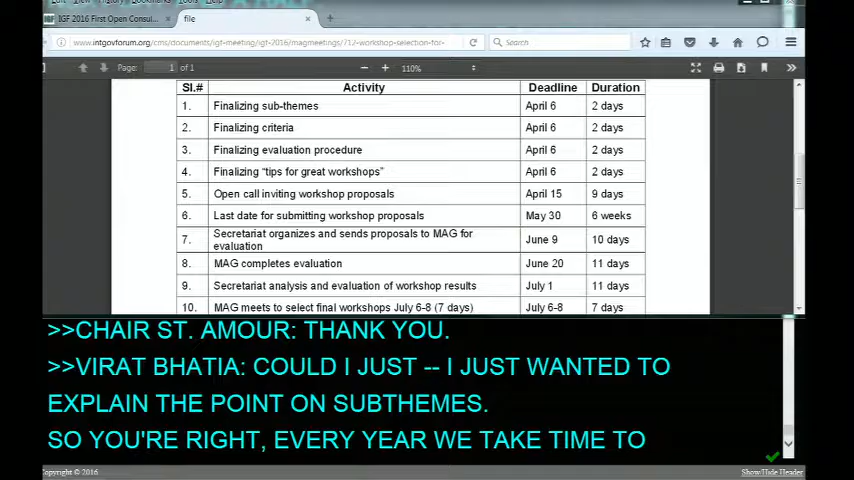 IGF 2016 First Open Consul...
file
www.intgovforum.org/cms/documents/igf-meeting/igf-2016/magmeetings/712-workshop-selection-for-
Search
Page: 1 of 1
110%
Sl.# Activity Deadline Duration
1. Finalizing sub-themes April 6 2 days
2. Finalizing criteria April 6 2 days
3. Finalizing evaluation procedure April 6 2 days
4. Finalizing “tips for great workshops” April 6 2 days
5. Open call inviting workshop proposals April 15 9 days
6. Last date for submitting workshop proposals May 30 6 weeks
7. Secretariat organizes and sends proposals to MAG for
evaluation June 9 10 days
8. MAG completes evaluation June 20 11 days
9. Secretariat analysis and evaluation of workshop results July 1 11 days
10. MAG meets to select final workshops July 6-8 (7 days) July 6-8 7 days
>>CHAIR ST. AMOUR: THANK YOU.
>>VIRAT BHATIA: COULD I JUST -- I JUST WANTED TO
EXPLAIN THE POINT ON SUBTHEMES.
SO YOU'RE RIGHT, EVERY YEAR WE TAKE TIME TO
Copyright © 2016
Show/Hide Header